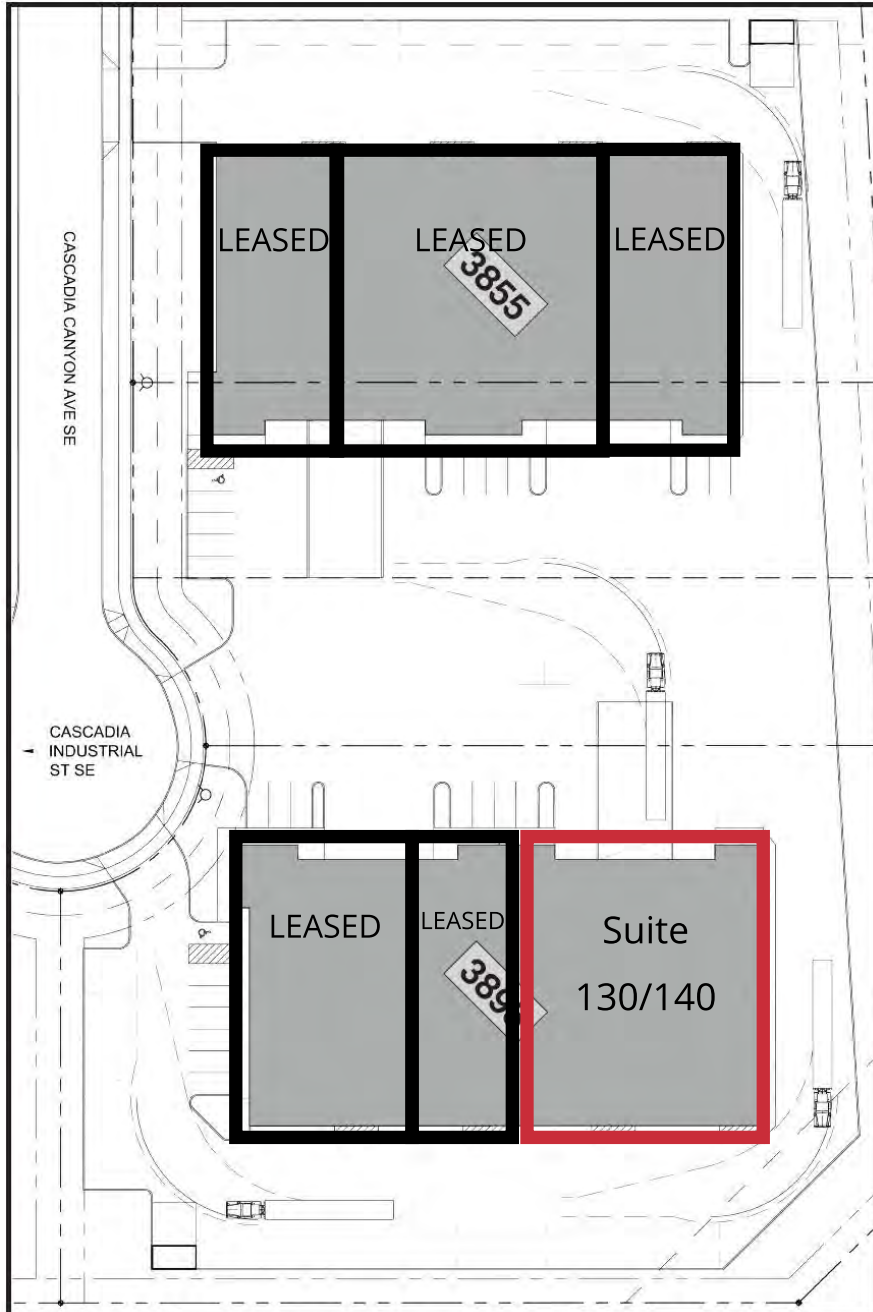 LEASED
LEASED
LEASED
3855
CASCADIA CANYON AVE SE
CASCADIA
INDUSTRIAL
ST SE
LEASED
LEASED
Suite
130/140